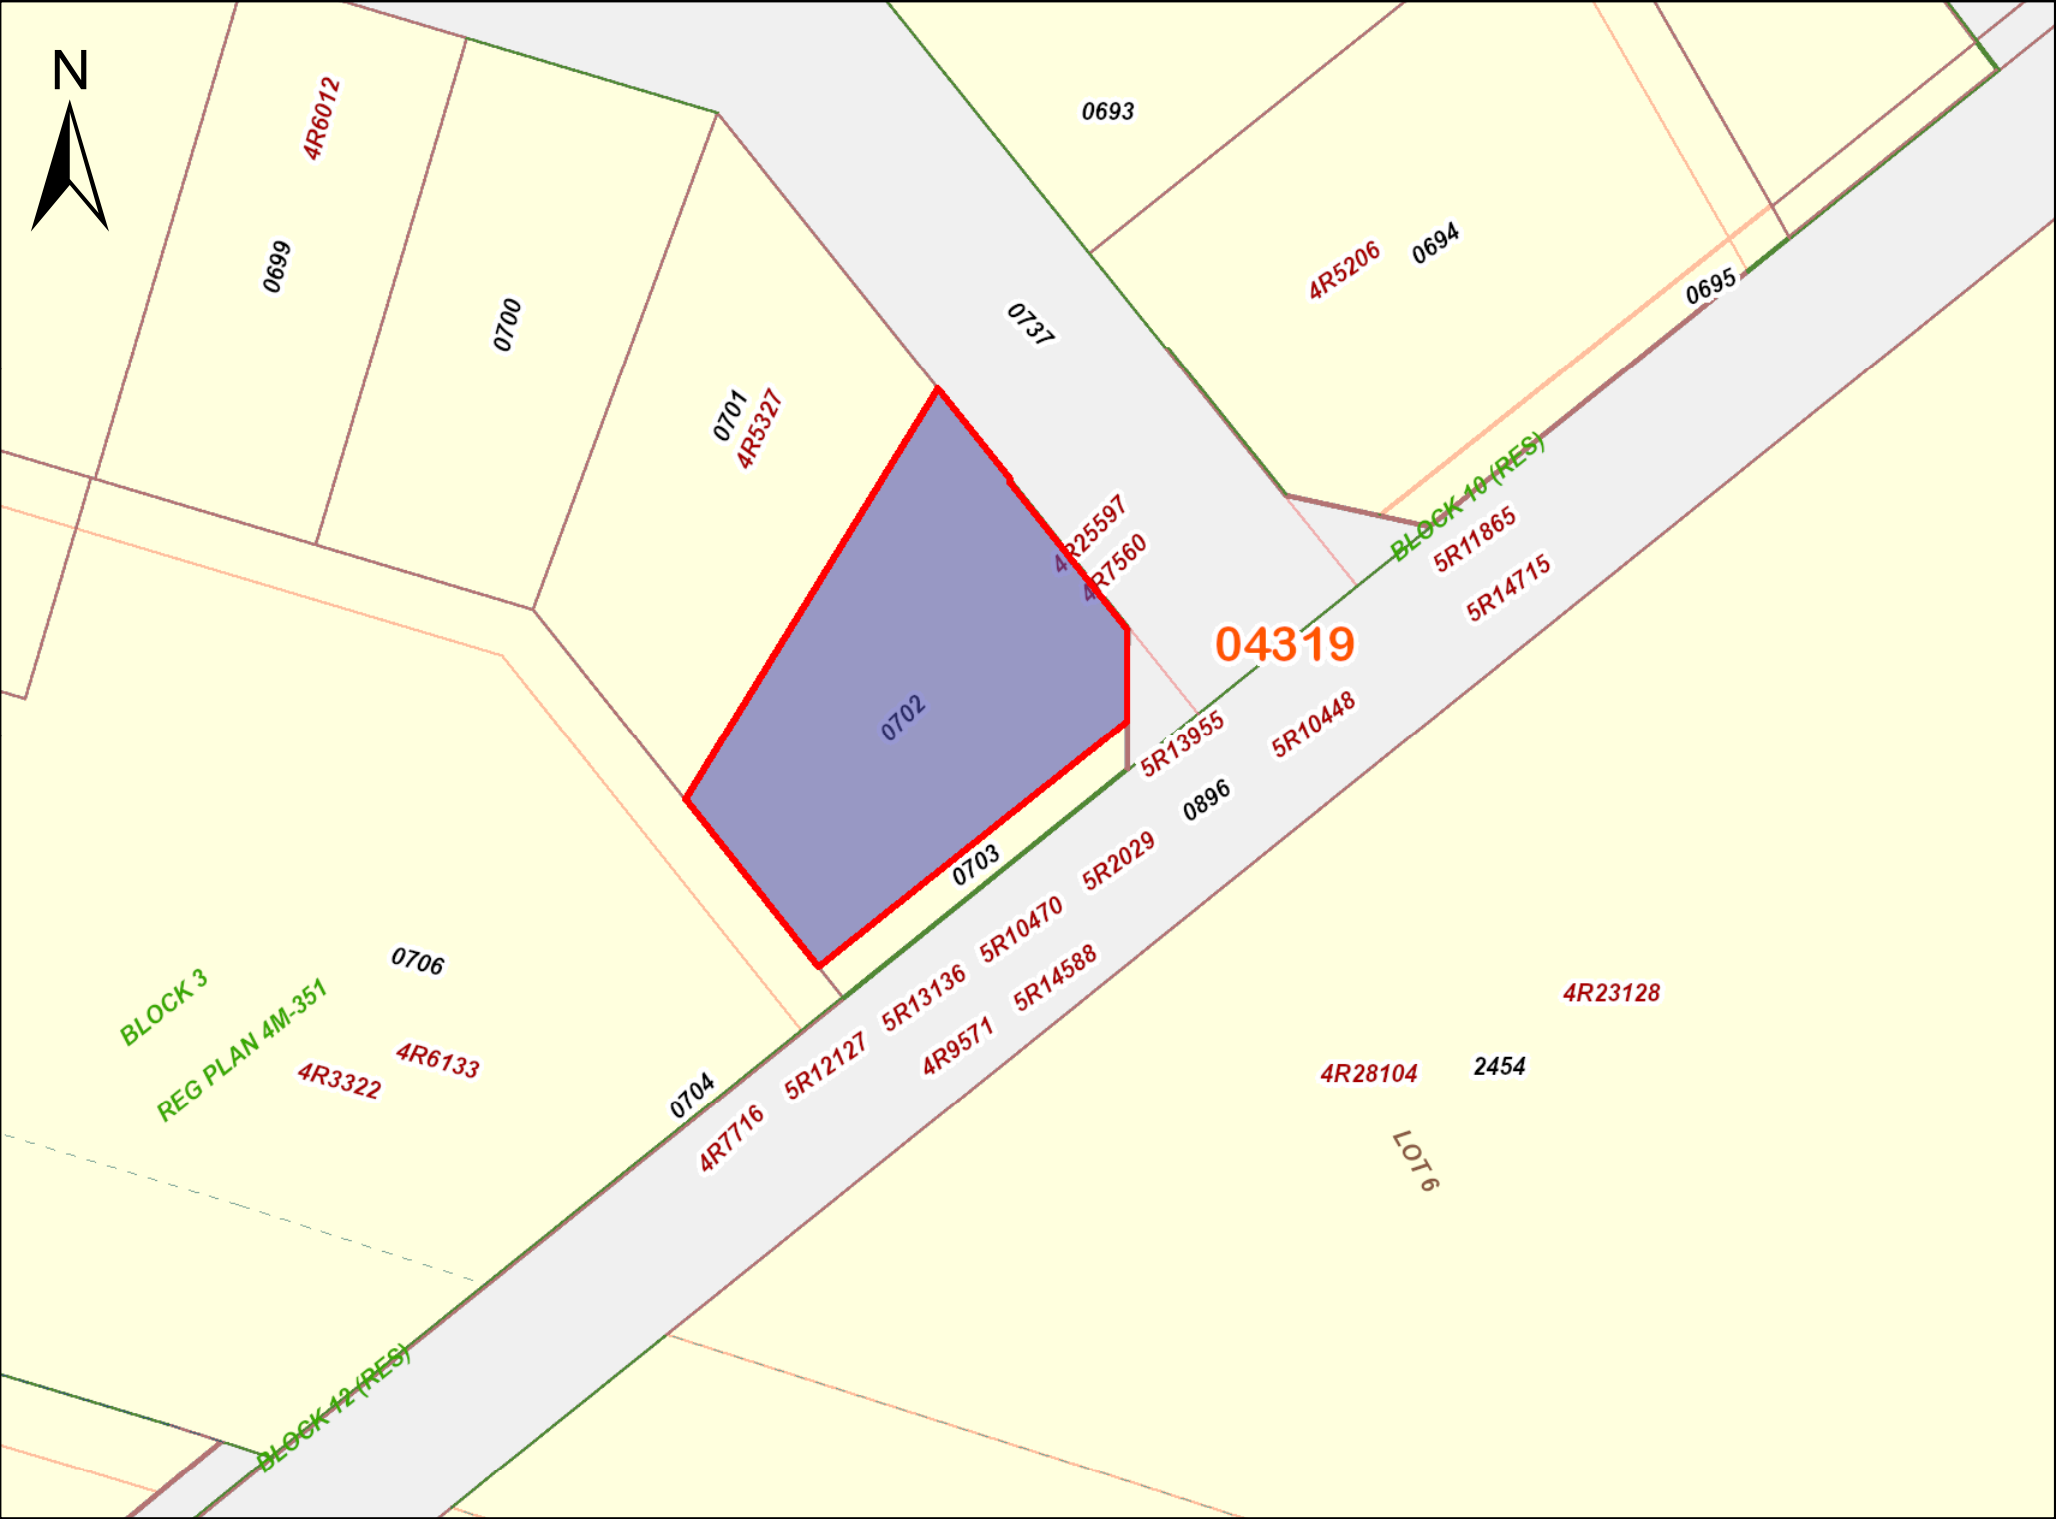 N
4R6012
0693
0694
4R5206
0699
0695
0700
0737
0701
4R5327
BLOCK 10 (RES)
4R25597
5R11865
4R7560
5R14715
04319
0702
5R10448
5R13955
0896
0703
5R2029
5R10470
0706
5R14588
5R13136
4R23128
BLOCK 3
REG PLAN 4M-351
4R9571
5R12127
4R6133
4R3322
4R28104
2454
0704
4R7716
LOT 6
BLOCK 12 (RES)